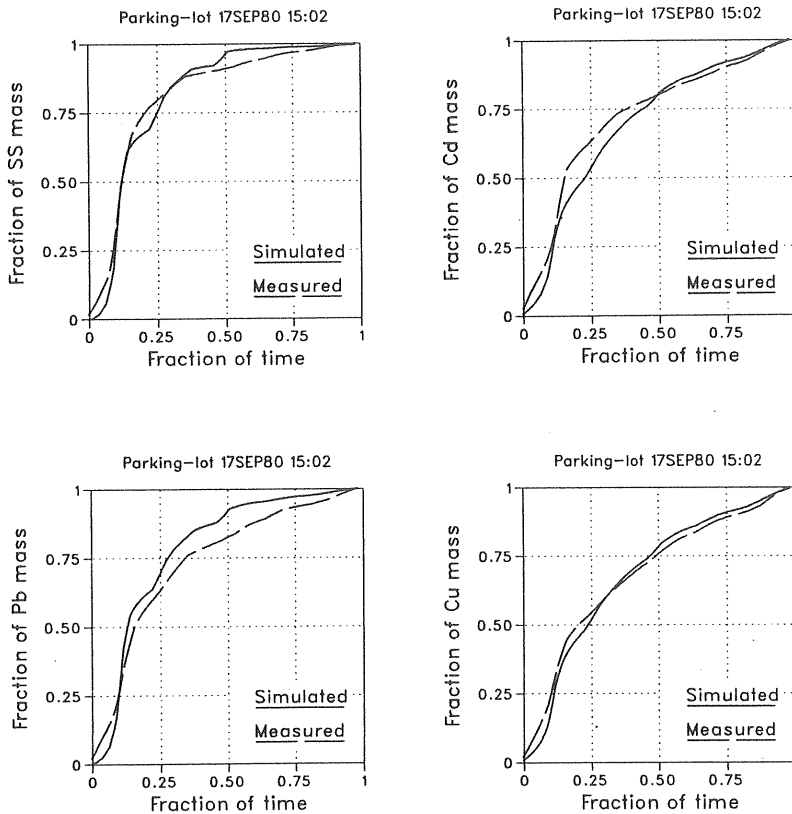 Parking-lot 17SEP80 15:02
1
0.75
0.50
0.25
0
Fraction of SS mass
Simulated
Measured
0
0.25
0.50
0.75
1
Fraction of time
Parking-lot 17SEP80 15:02
1
0.75
0.50
0.25
0
Fraction of Cd mass
Simulated
Measured
0
0.25
0.50
0.75
Fraction of time
Parking-lot 17SEP80 15:02
1
0.75
0.50
0.25
0
Fraction of Pb mass
Simulated
Measured
0
0.25
0.50
0.75
1
Fraction of time
Parking-lot 17SEP80 15:02
1
0.75
0.50
0.25
0
Fraction of Cu mass
Simulated
Measured
0
0.25
0.50
0.75
Fraction of time